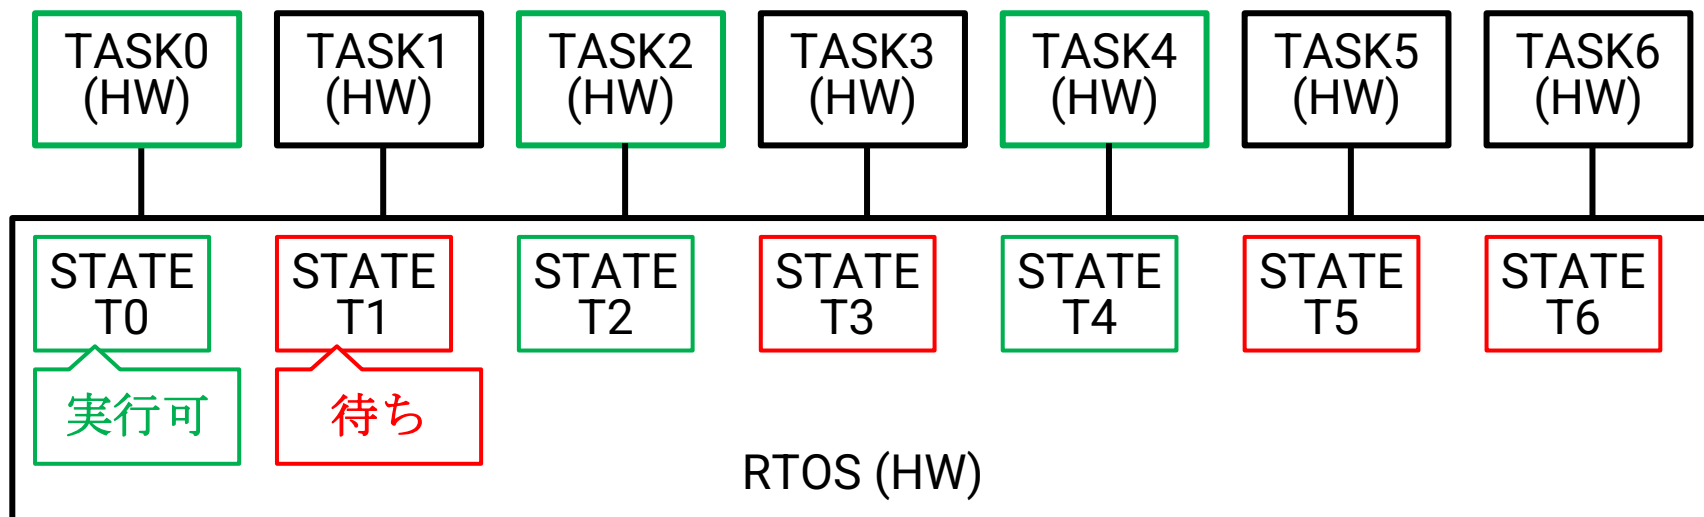 TASK0
(HW)
TASK1
(HW)
TASK2
(HW)
TASK3
(HW)
TASK4
(HW)
TASK5
(HW)
TASK6
(HW)
STATE
T0
STATE
T1
STATE
T2
STATE
T3
STATE
T4
STATE
T5
STATE
T6
実行可
待ち
RTOS (HW)